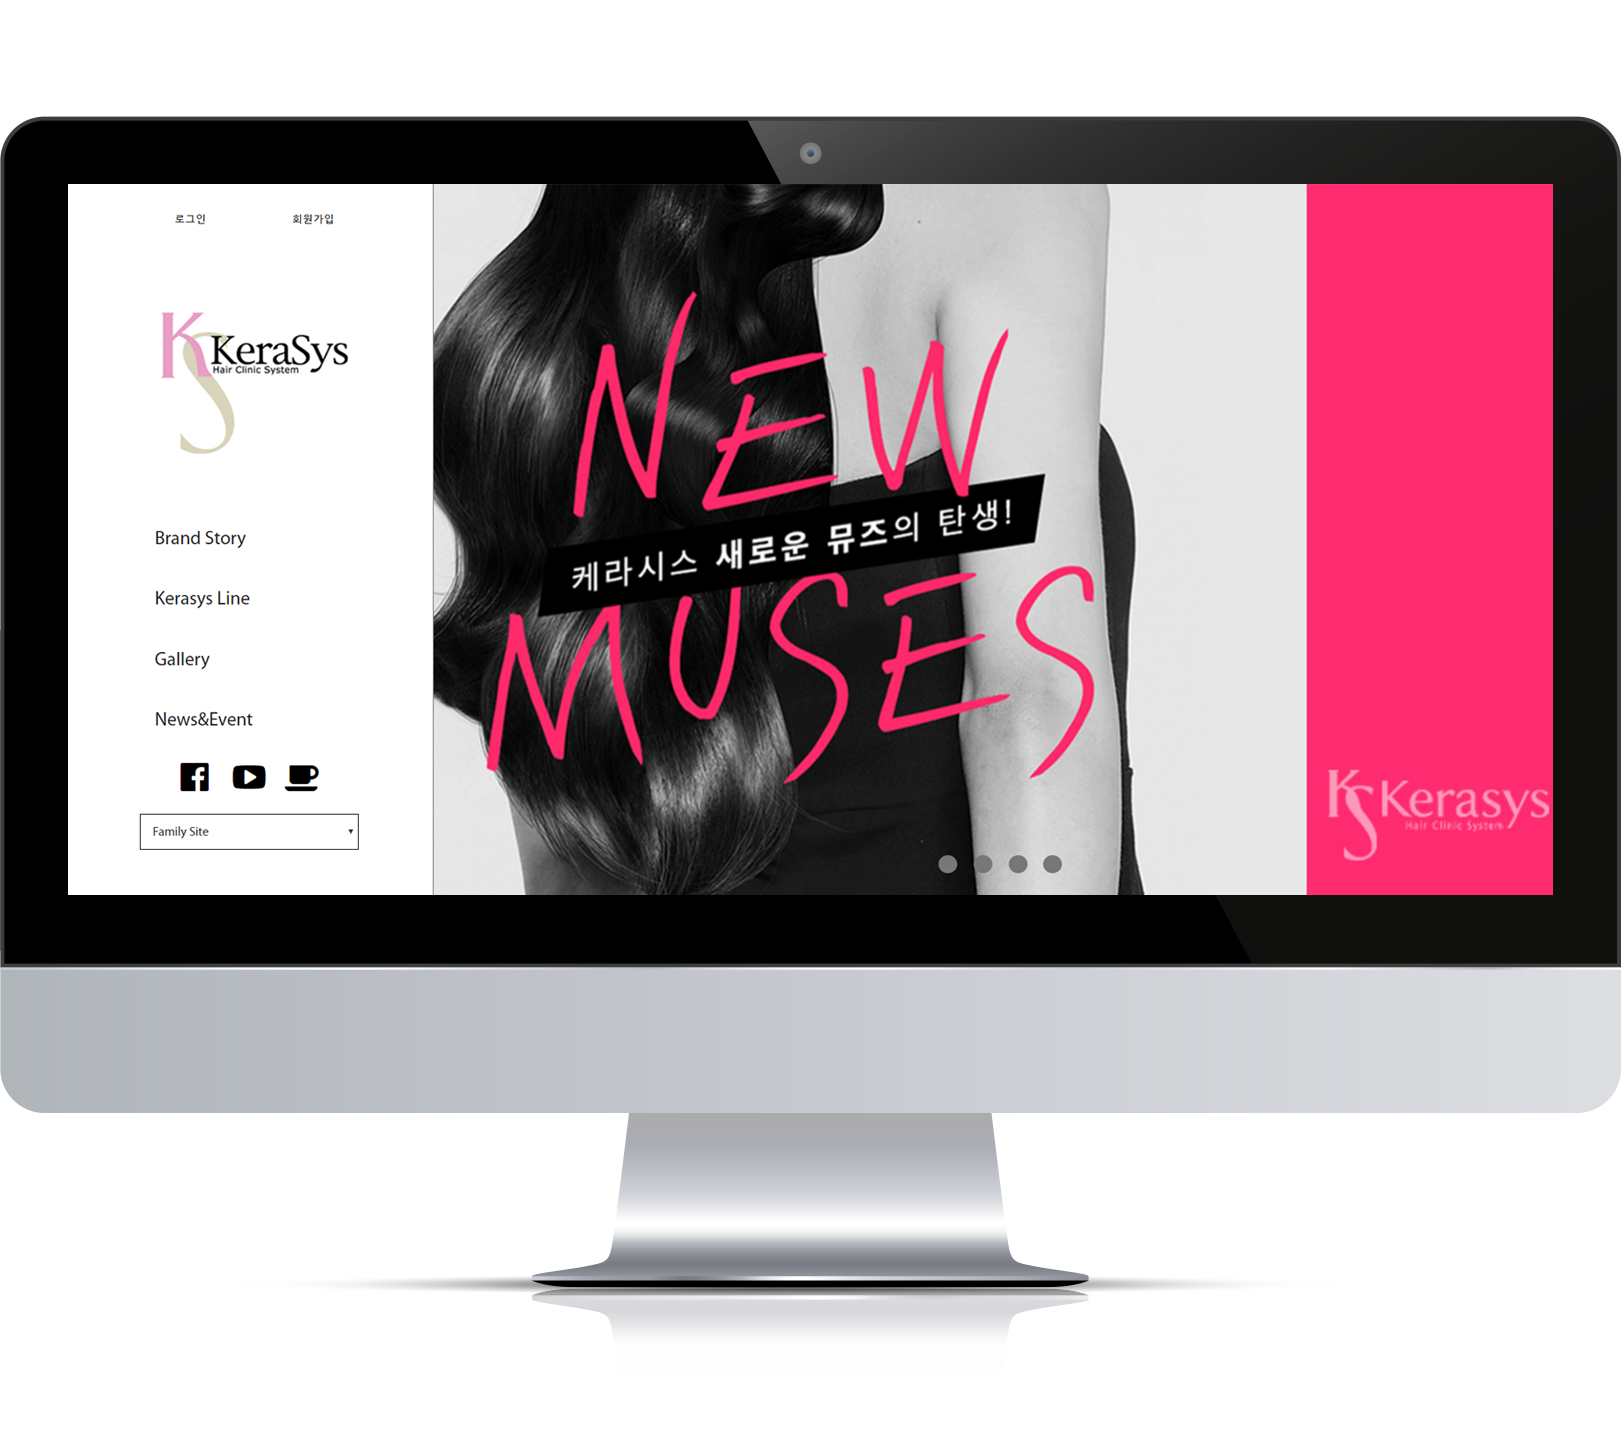 로그인 회원가입
KS KeraSys
Hair Clinic System
Brand Story
Kerasys Line
Gallery
News&Event
Family Site
NEW
케라시스 새로운 뮤즈의 탄생!
MUSES
KS Kerasys
Hair Clinic System